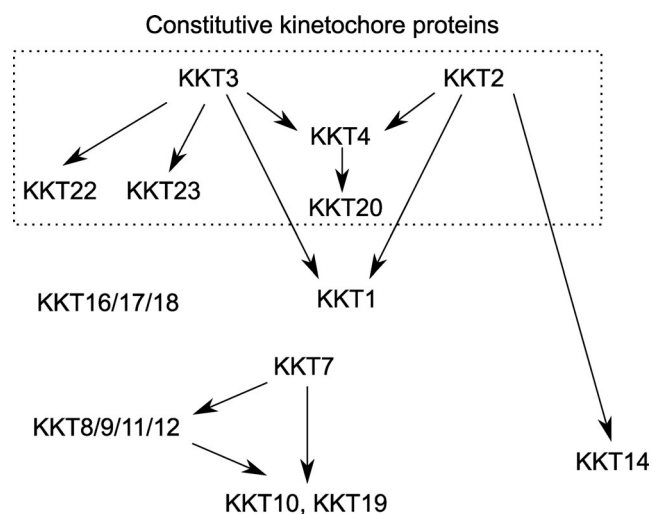 Constitutive kinetochore proteins
KKT3 KKT2
KKT4
KKT22 KKT23
KKT20
KKT16/17/18 KKT1
KKT7
KKT8/9/11/12
KKT14
KKT10, KKT19